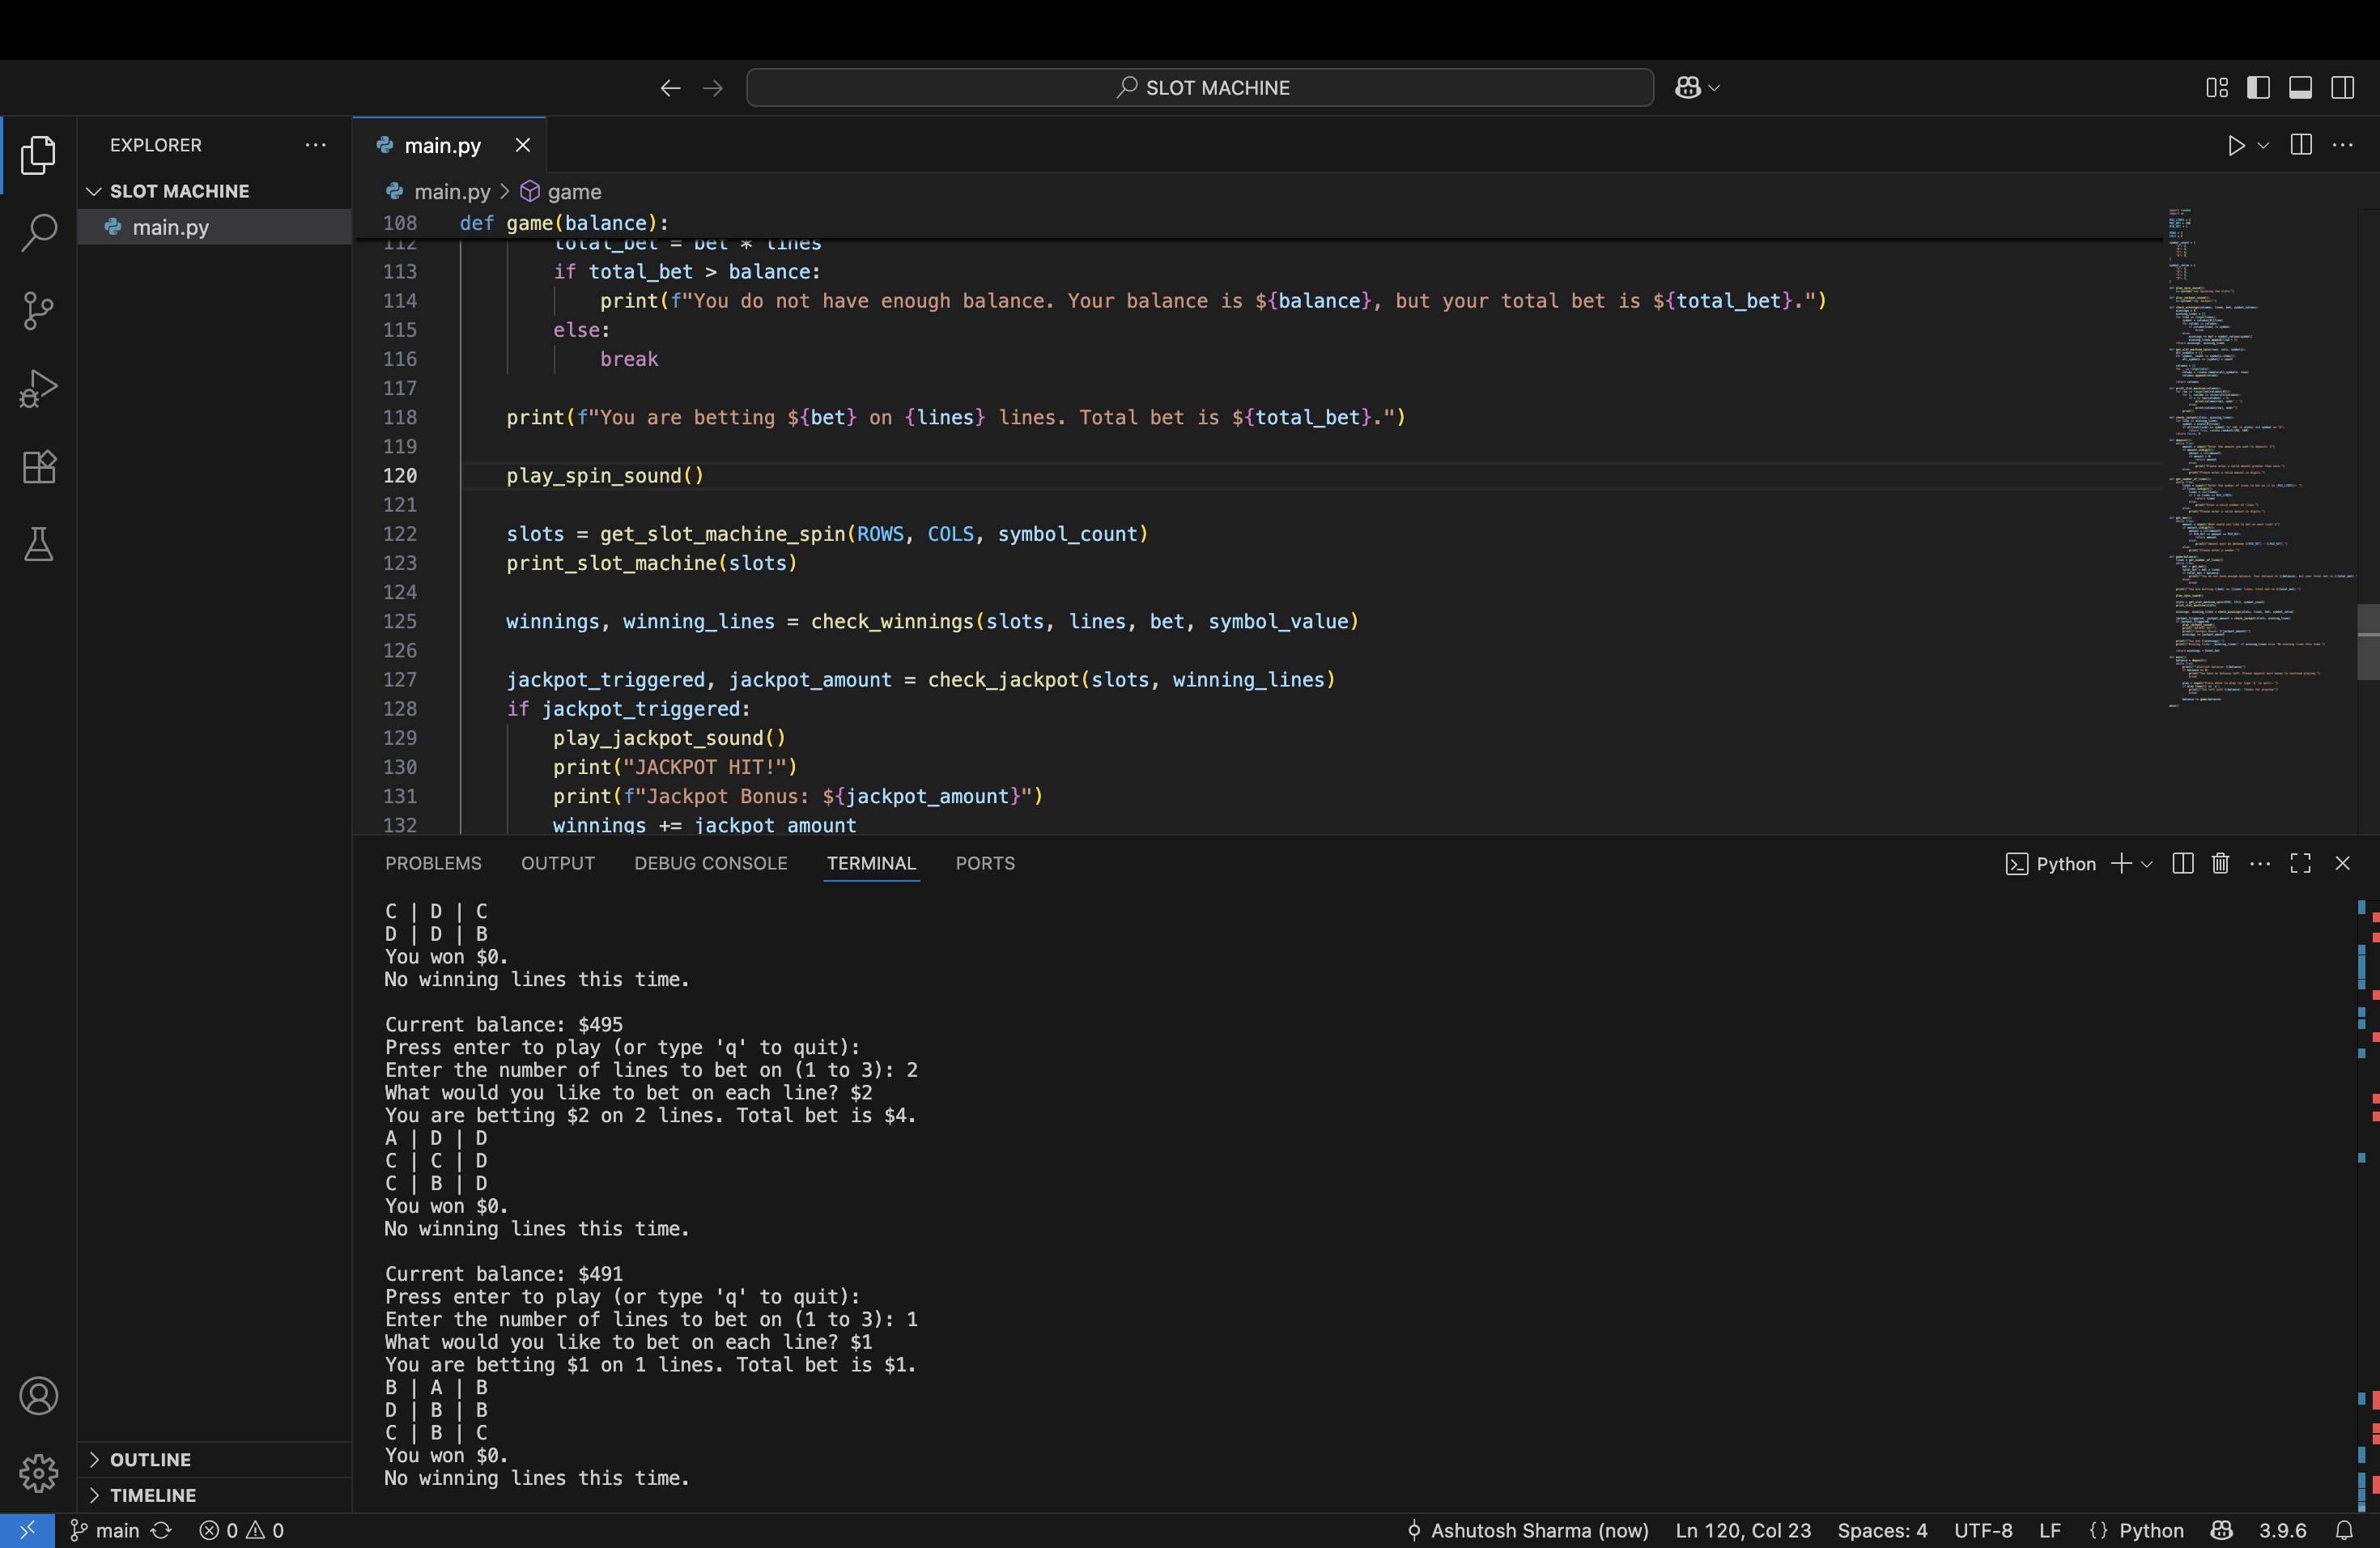 SLOT MACHINE
EXPLORER
SLOT MACHINE
main.py
main.py
main.py > game
108 def game(balance):
112 total_bet = bet * lines
113 if total_bet > balance:
114 print(f"You do not have enough balance. Your balance is ${balance}, but your total bet is ${total_bet}.")
115 else:
116 break
117
118 print(f"You are betting ${bet} on {lines} lines. Total bet is ${total_bet}.")
119
120 play_spin_sound()
121
122 slots = get_slot_machine_spin(ROWS, COLS, symbol_count)
123 print_slot_machine(slots)
124
125 winnings, winning_lines = check_winnings(slots, lines, bet, symbol_value)
126
127 jackpot_triggered, jackpot_amount = check_jackpot(slots, winning_lines)
128 if jackpot_triggered:
129 play_jackpot_sound()
130 print("JACKPOT HIT!")
131 print(f"Jackpot Bonus: ${jackpot_amount}")
132 winnings += jackpot_amount
PROBLEMS OUTPUT DEBUG CONSOLE TERMINAL PORTS
Python
C | D | C
D | D | B
You won $0.
No winning lines this time.
Current balance: $495
Press enter to play (or type 'q' to quit):
Enter the number of lines to bet on (1 to 3): 2
What would you like to bet on each line? $2
You are betting $2 on 2 lines. Total bet is $4.
A | D | D
C | C | D
C | B | D
You won $0.
No winning lines this time.
Current balance: $491
Press enter to play (or type 'q' to quit):
Enter the number of lines to bet on (1 to 3): 1
What would you like to bet on each line? $1
You are betting $1 on 1 lines. Total bet is $1.
B | A | B
D | B | B
C | B | C
You won $0.
No winning lines this time.
OUTLINE
TIMELINE
main 0 0 Ashutosh Sharma (now) Ln 120, Col 23 Spaces: 4 UTF-8 LF {} Python 3.9.6